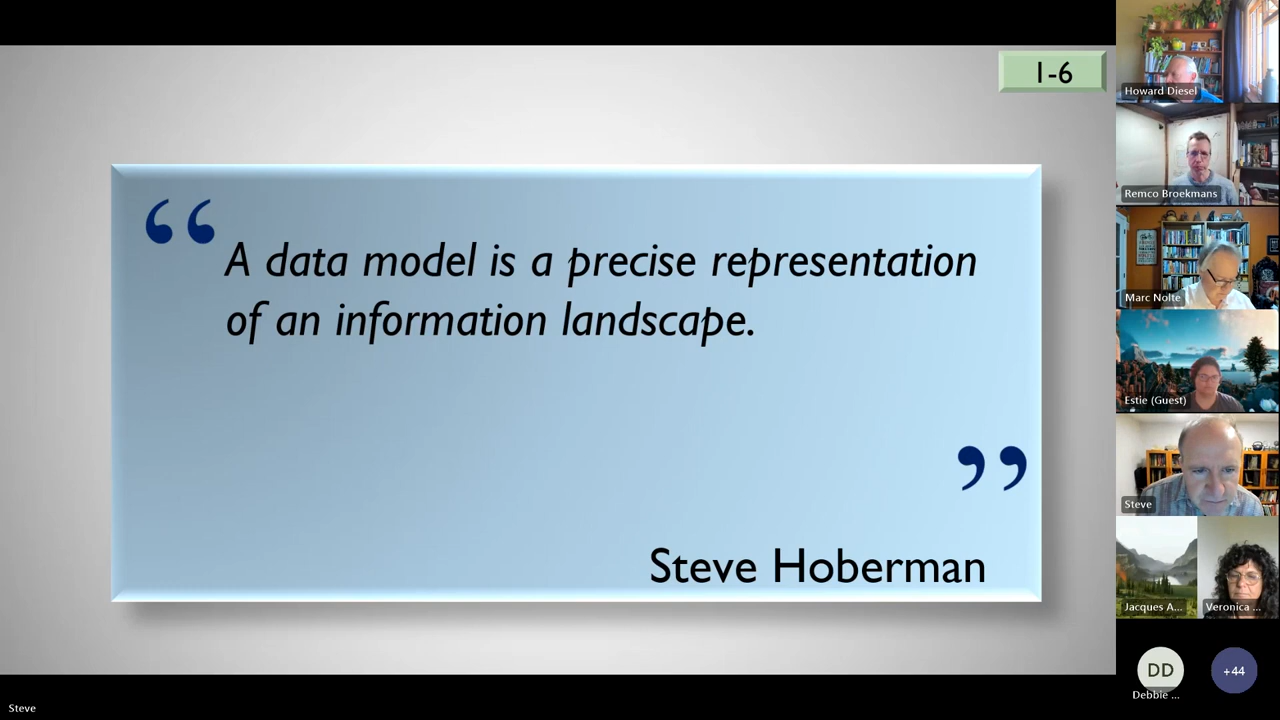 1-6
“ A data model is a precise representation
of an information landscape.
”
Steve Hoberman
Howard Diesel
Remco Broekmans
Marc Nolte
Estie (Guest)
Steve
Jacques A...
Veronica ...
DD
+44
Debbie ...
Steve